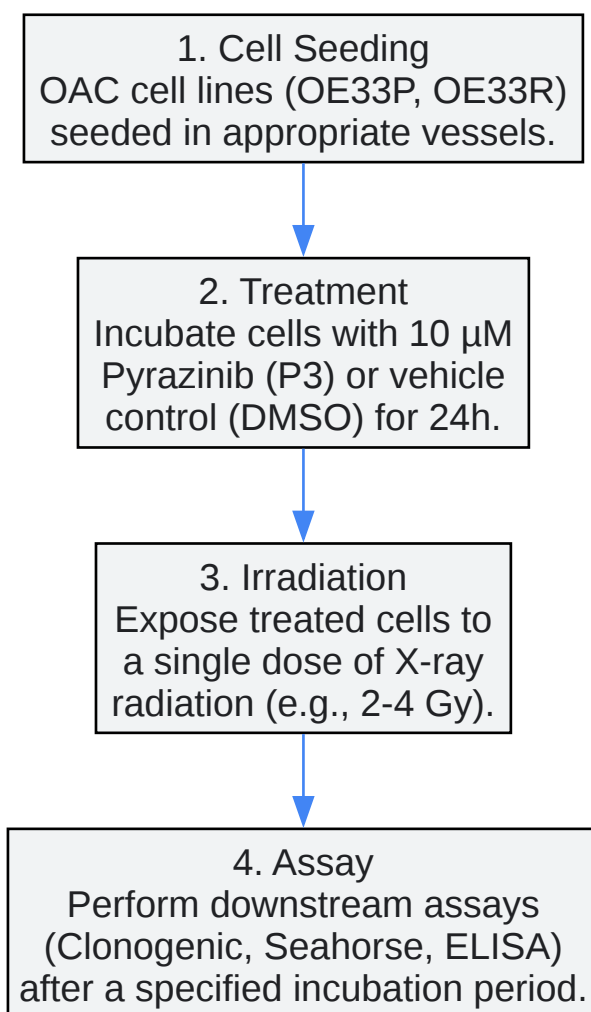 1. Cell Seeding
OAC cell lines (OE33P, OE33R)
seeded in appropriate vessels.
2. Treatment
Incubate cells with 10 µM
Pyrazinib (P3) or vehicle
control (DMSO) for 24h.
3. Irradiation
Expose treated cells to
a single dose of X-ray
radiation (e.g., 2-4 Gy).
4. Assay
Perform downstream assays
(Clonogenic, Seahorse, ELISA)
after a specified incubation period.